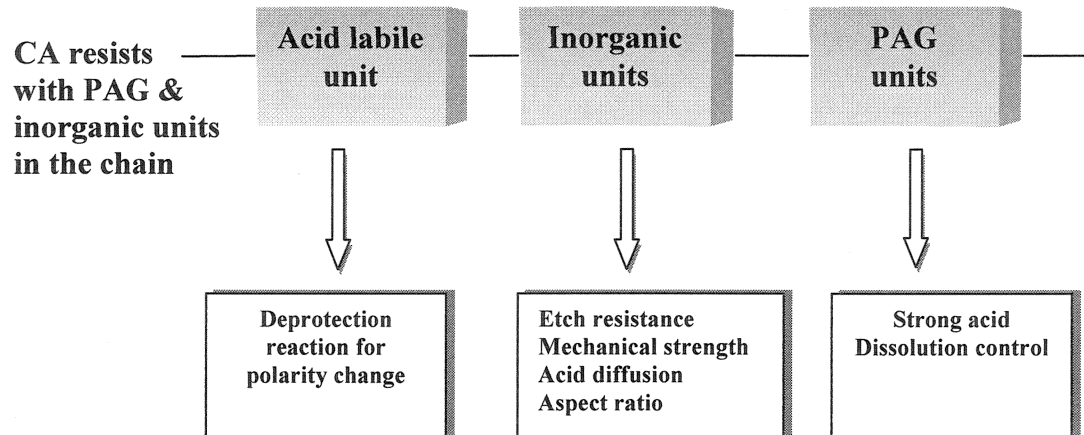 CA resists
with PAG &
inorganic units
in the chain
Acid labile
unit
Inorganic
units
PAG
units
Deprotection
reaction for
polarity change
Etch resistance
Mechanical strength
Acid diffusion
Aspect ratio
Strong acid
Dissolution control